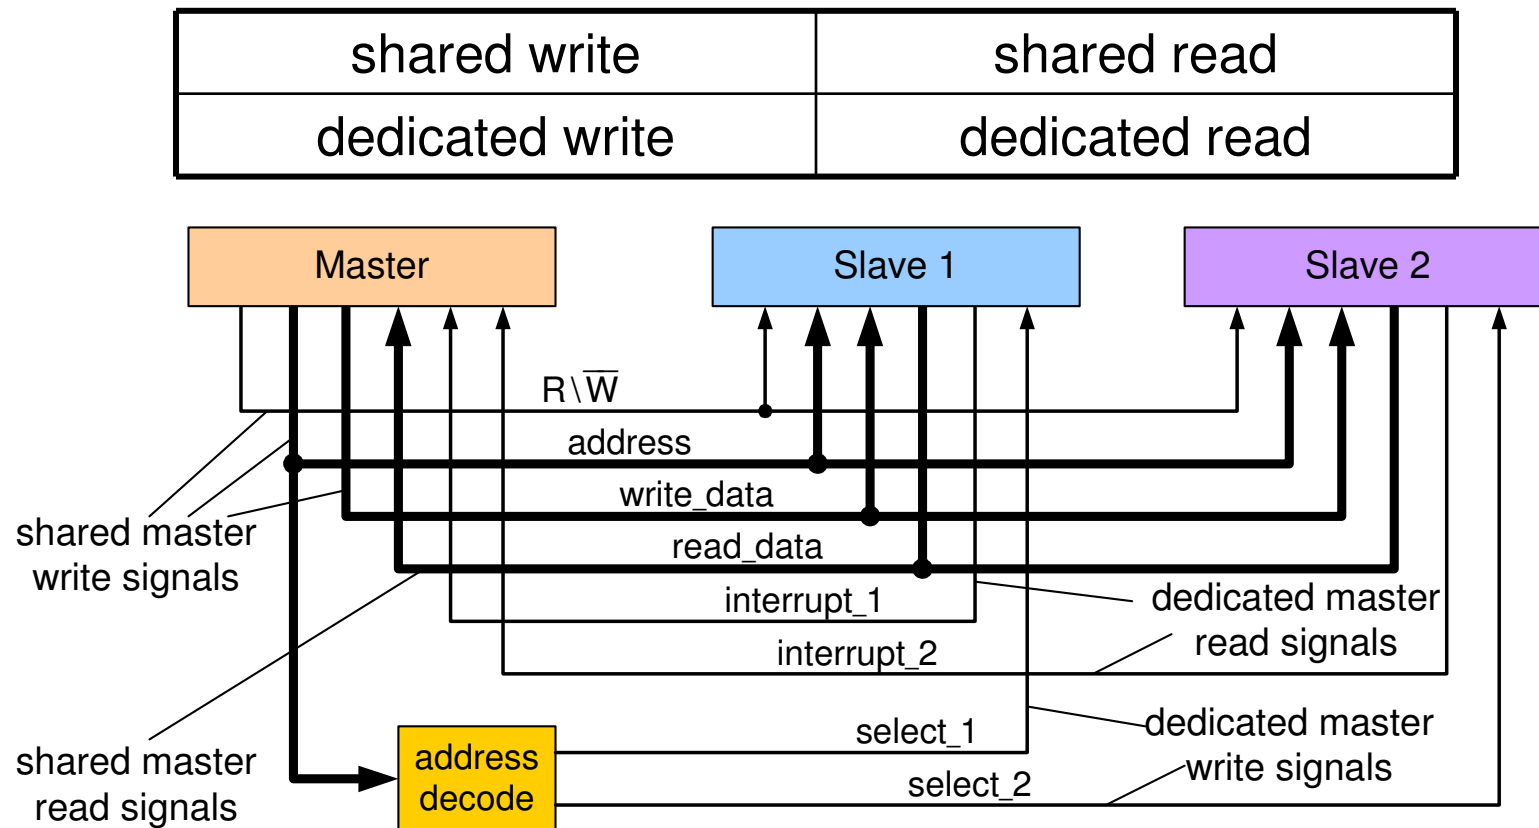 shared write
shared read
dedicated write
dedicated read
Master
Slave 1
Slave 2
R\W̅
address
write_data
shared master
write signals
read_data
interrupt_1
dedicated master
read signals
interrupt_2
select_1
dedicated master
write signals
shared master
read signals
address
decode
select_2